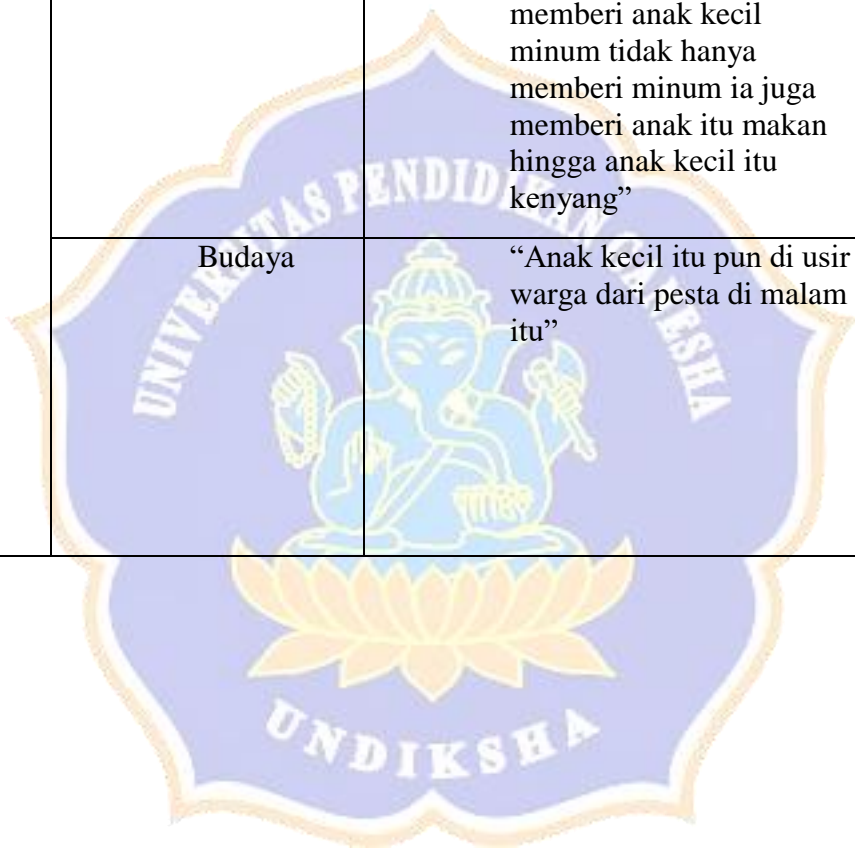 memberi anak kecil
minum tidak hanya
memberi minum ia juga
memberi anak itu makan
hingga anak kecil itu
kenyang”
Budaya
“Anak kecil itu pun di usir
warga dari pesta di malam
itu”
UNIVERSITAS PENDIDIKAN GANESHA
UNDIKSHA